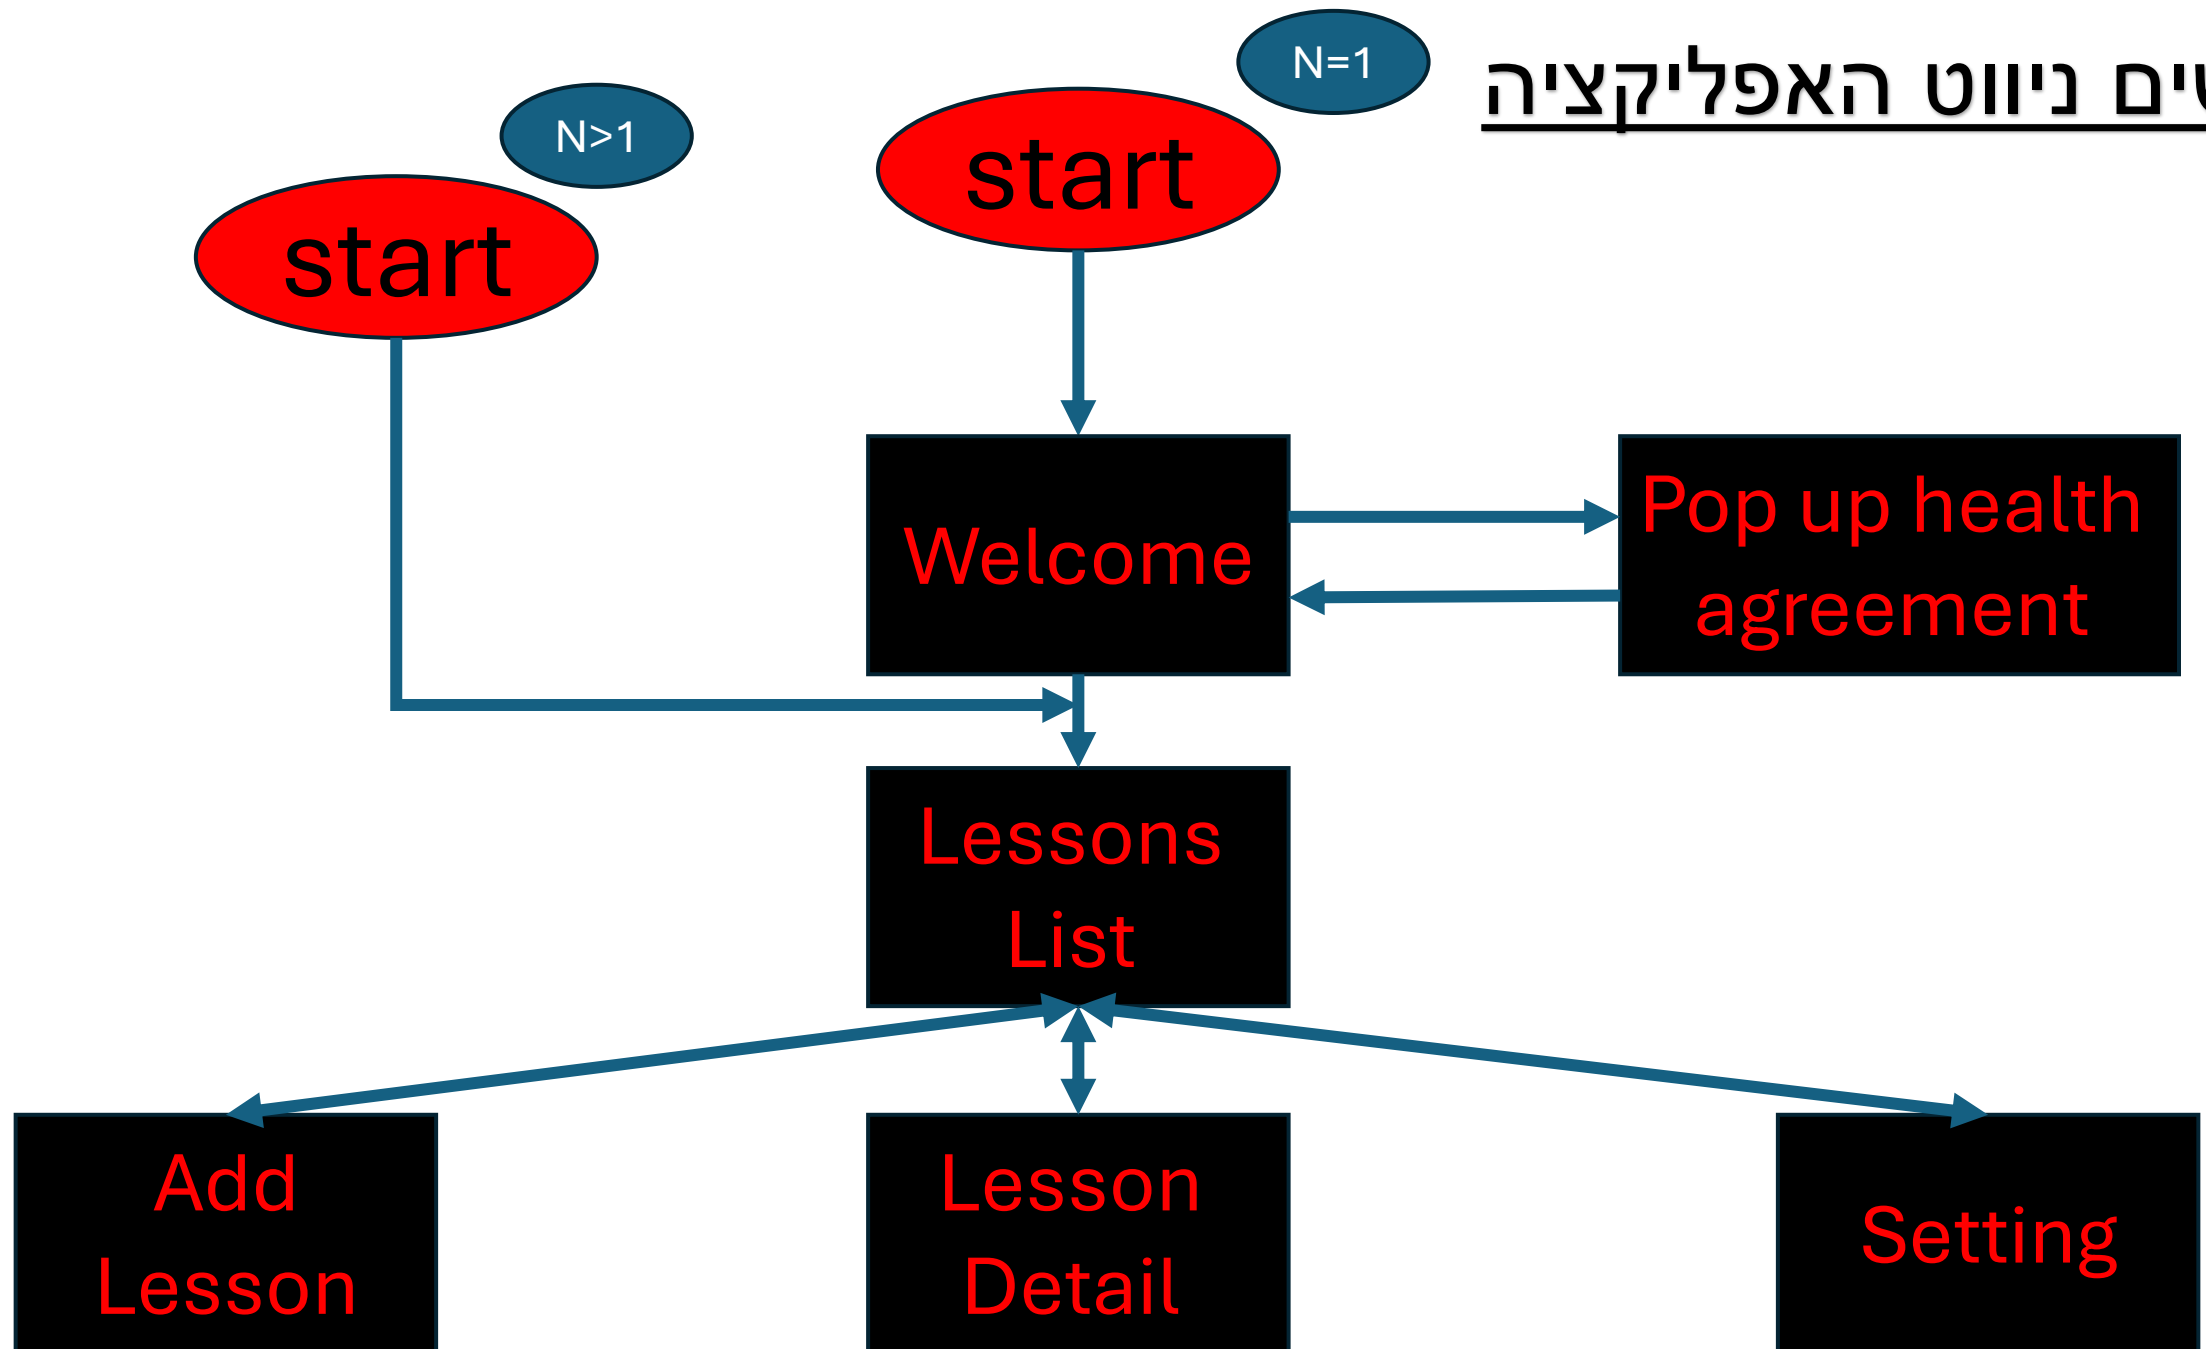 N=1
ניווט האפליקציה
N>1
start
start
Welcome
Pop up health
agreement
Lessons
List
Add
Lesson
Lesson
Detail
Setting